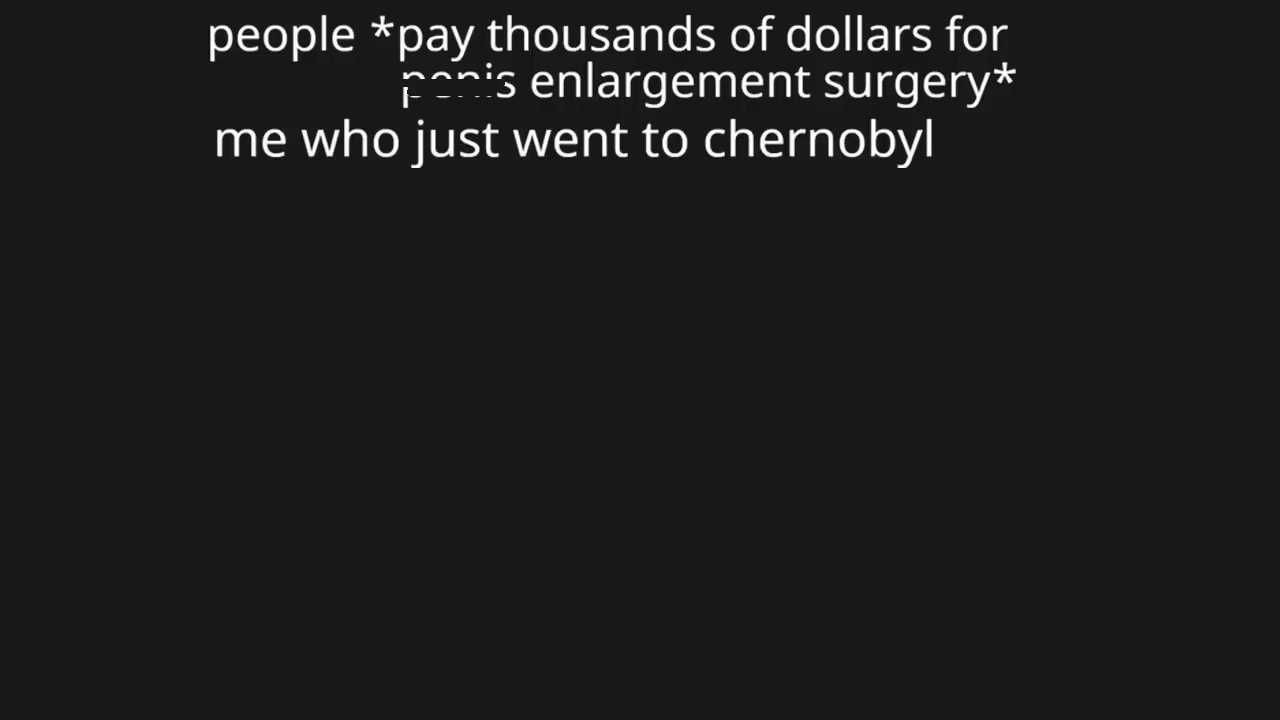 people *pay thousands of dollars for
penis enlargement surgery*
me who just went to chernobyl